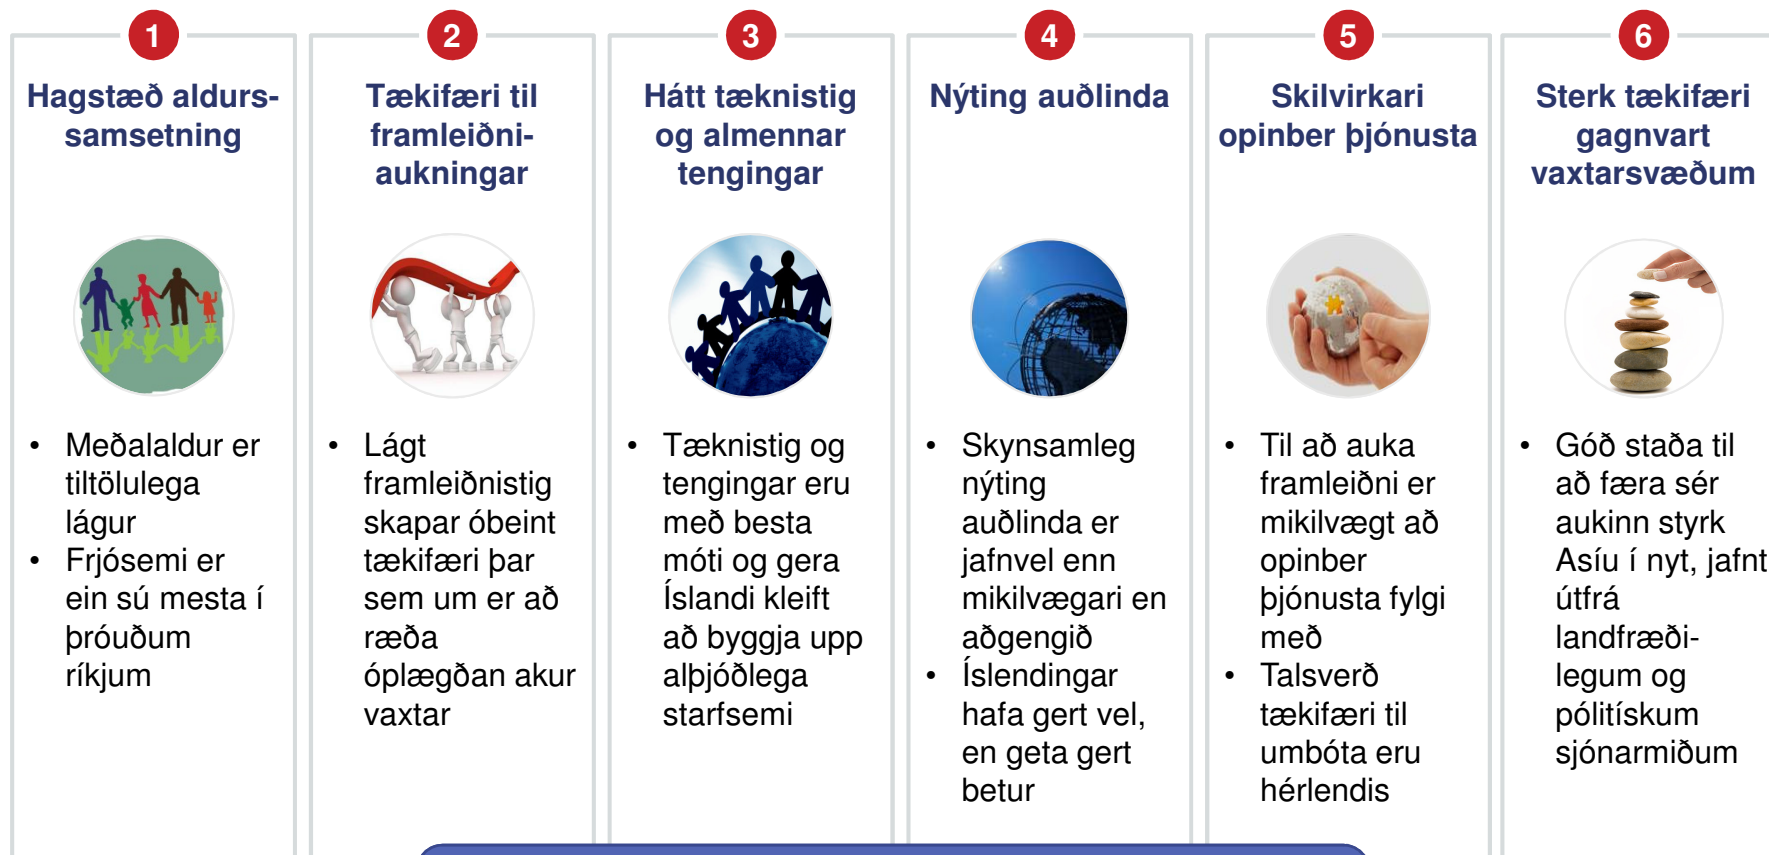 1
Hagstæð aldurs-
samsetning
• Meðalaldur er
tiltölulega
lágur
• Frjósemi er
ein sú mesta í
þróuðum
ríkjum
2
Tækifæri til
framleiðni-
aukningar
• Lágt
framleiðnistig
skapar óbeint
tækifæri þar
sem um er að
ræða
óplægðan akur
vaxtar
3
Hátt tæknistig
og almennar
tengingar
• Tæknistig og
tengingar eru
með besta
móti og gera
Íslandi kleift
að byggja upp
alþjóðlega
starfsemi
4
Nýting auðlinda
• Skynsamleg
nýting
auðlinda er
jafnvel enn
mikilvægari en
aðgengið
• Íslendingar
hafa gert vel,
en geta gert
betur
5
Skilvirkari
opinber þjónusta
• Til að auka
framleiðni er
mikilvægt að
opinber
þjónusta fylgi
með
• Talsverð
tækifæri til
umbóta eru
hérlendis
6
Sterk tækifæri
gagnvart
vaxtarsvæðum
• Góð staða til
að færa sér
aukinn styrk
Asíu í nyt, jafnt
útfrá
landfræði-
legum og
pólitískum
sjónarmiðum